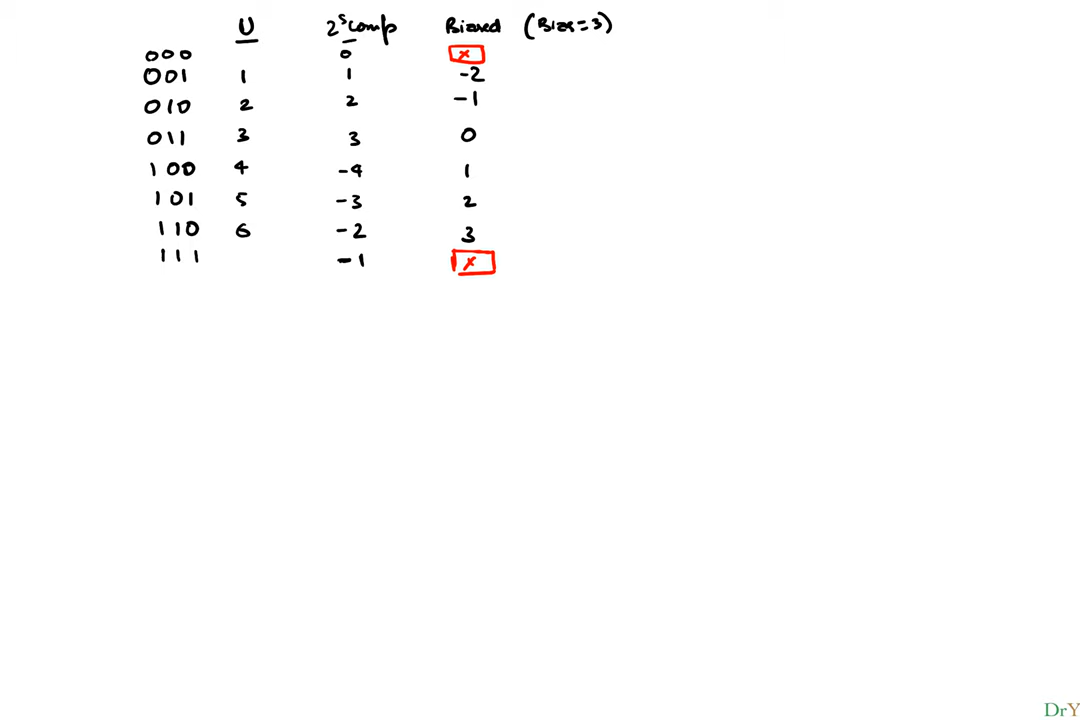 U 2's Comp Biased (Bias=3)
000 0 x
001 1 1 -2
010 2 2 -1
011 3 3 0
100 4 -4 1
101 5 -3 2
110 6 -2 3
111 -1 x
DrY